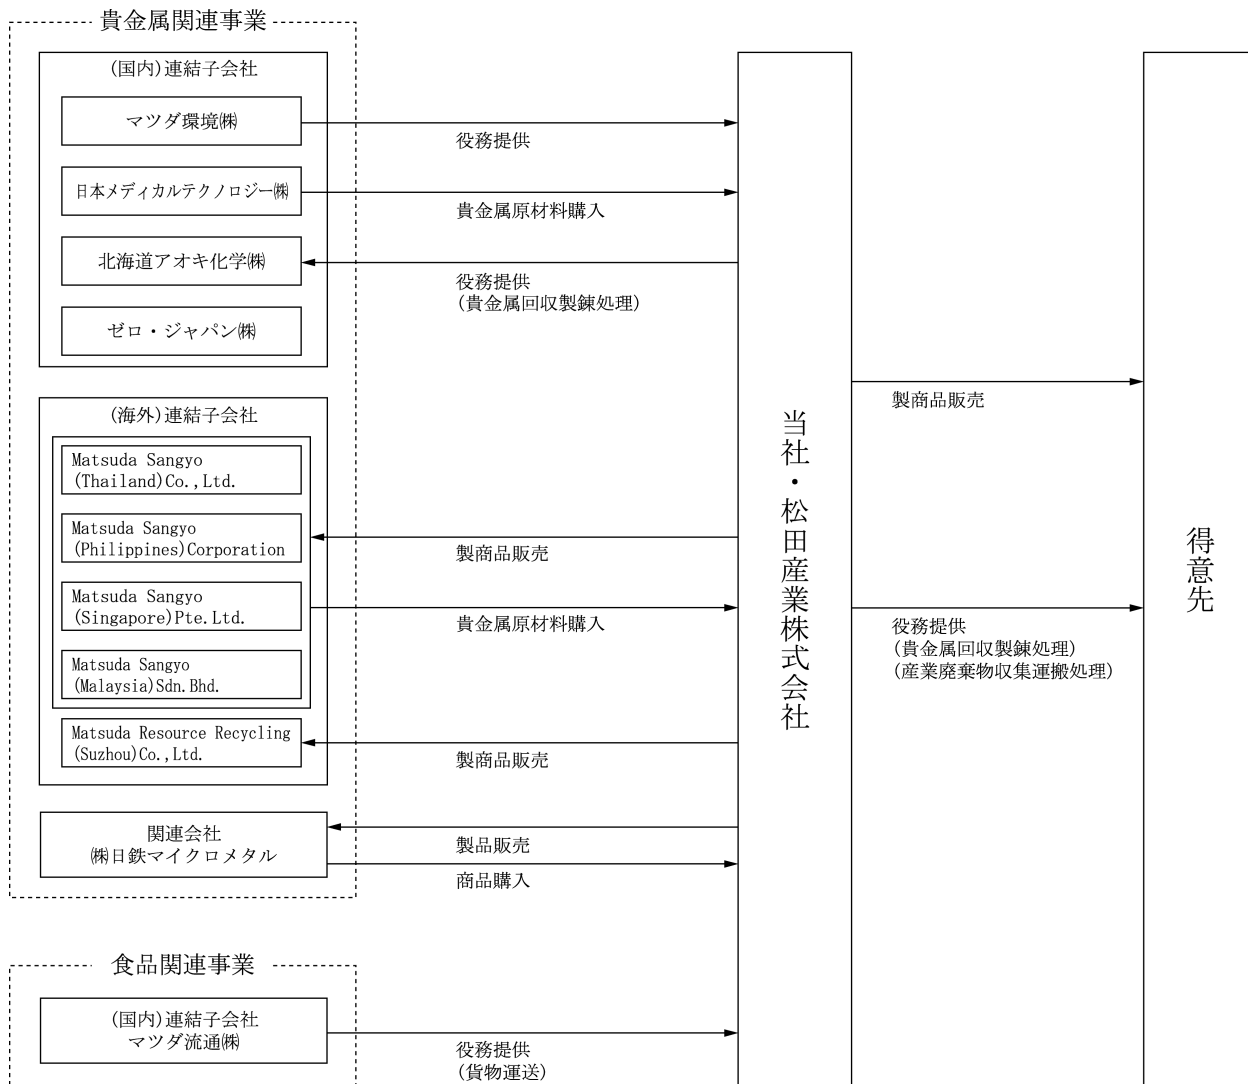 貴金属関連事業
(国内)連結子会社
マツダ環境㈱
役務提供
日本メディカルテクノロジー㈱
貴金属原材料購入
北海道アオキ化学㈱
役務提供
(貴金属回収製錬処理)
ゼロ・ジャパン㈱
(海外)連結子会社
Matsuda Sangyo
(Thailand)Co.,Ltd.
Matsuda Sangyo
(Philippines)Corporation
製商品販売
Matsuda Sangyo
(Singapore)Pte.Ltd.
貴金属原材料購入
Matsuda Sangyo
(Malaysia)Sdn.Bhd.
Matsuda Resource Recycling
(Suzhou)Co.,Ltd.
製商品販売
関連会社
㈱日鉄マイクロメタル
製品販売
商品購入
食品関連事業
(国内)連結子会社
マツダ流通㈱
役務提供
(貨物運送)
当社・松田産業株式会社
製商品販売
役務提供
(貴金属回収製錬処理)
(産業廃棄物収集運搬処理)
得意先